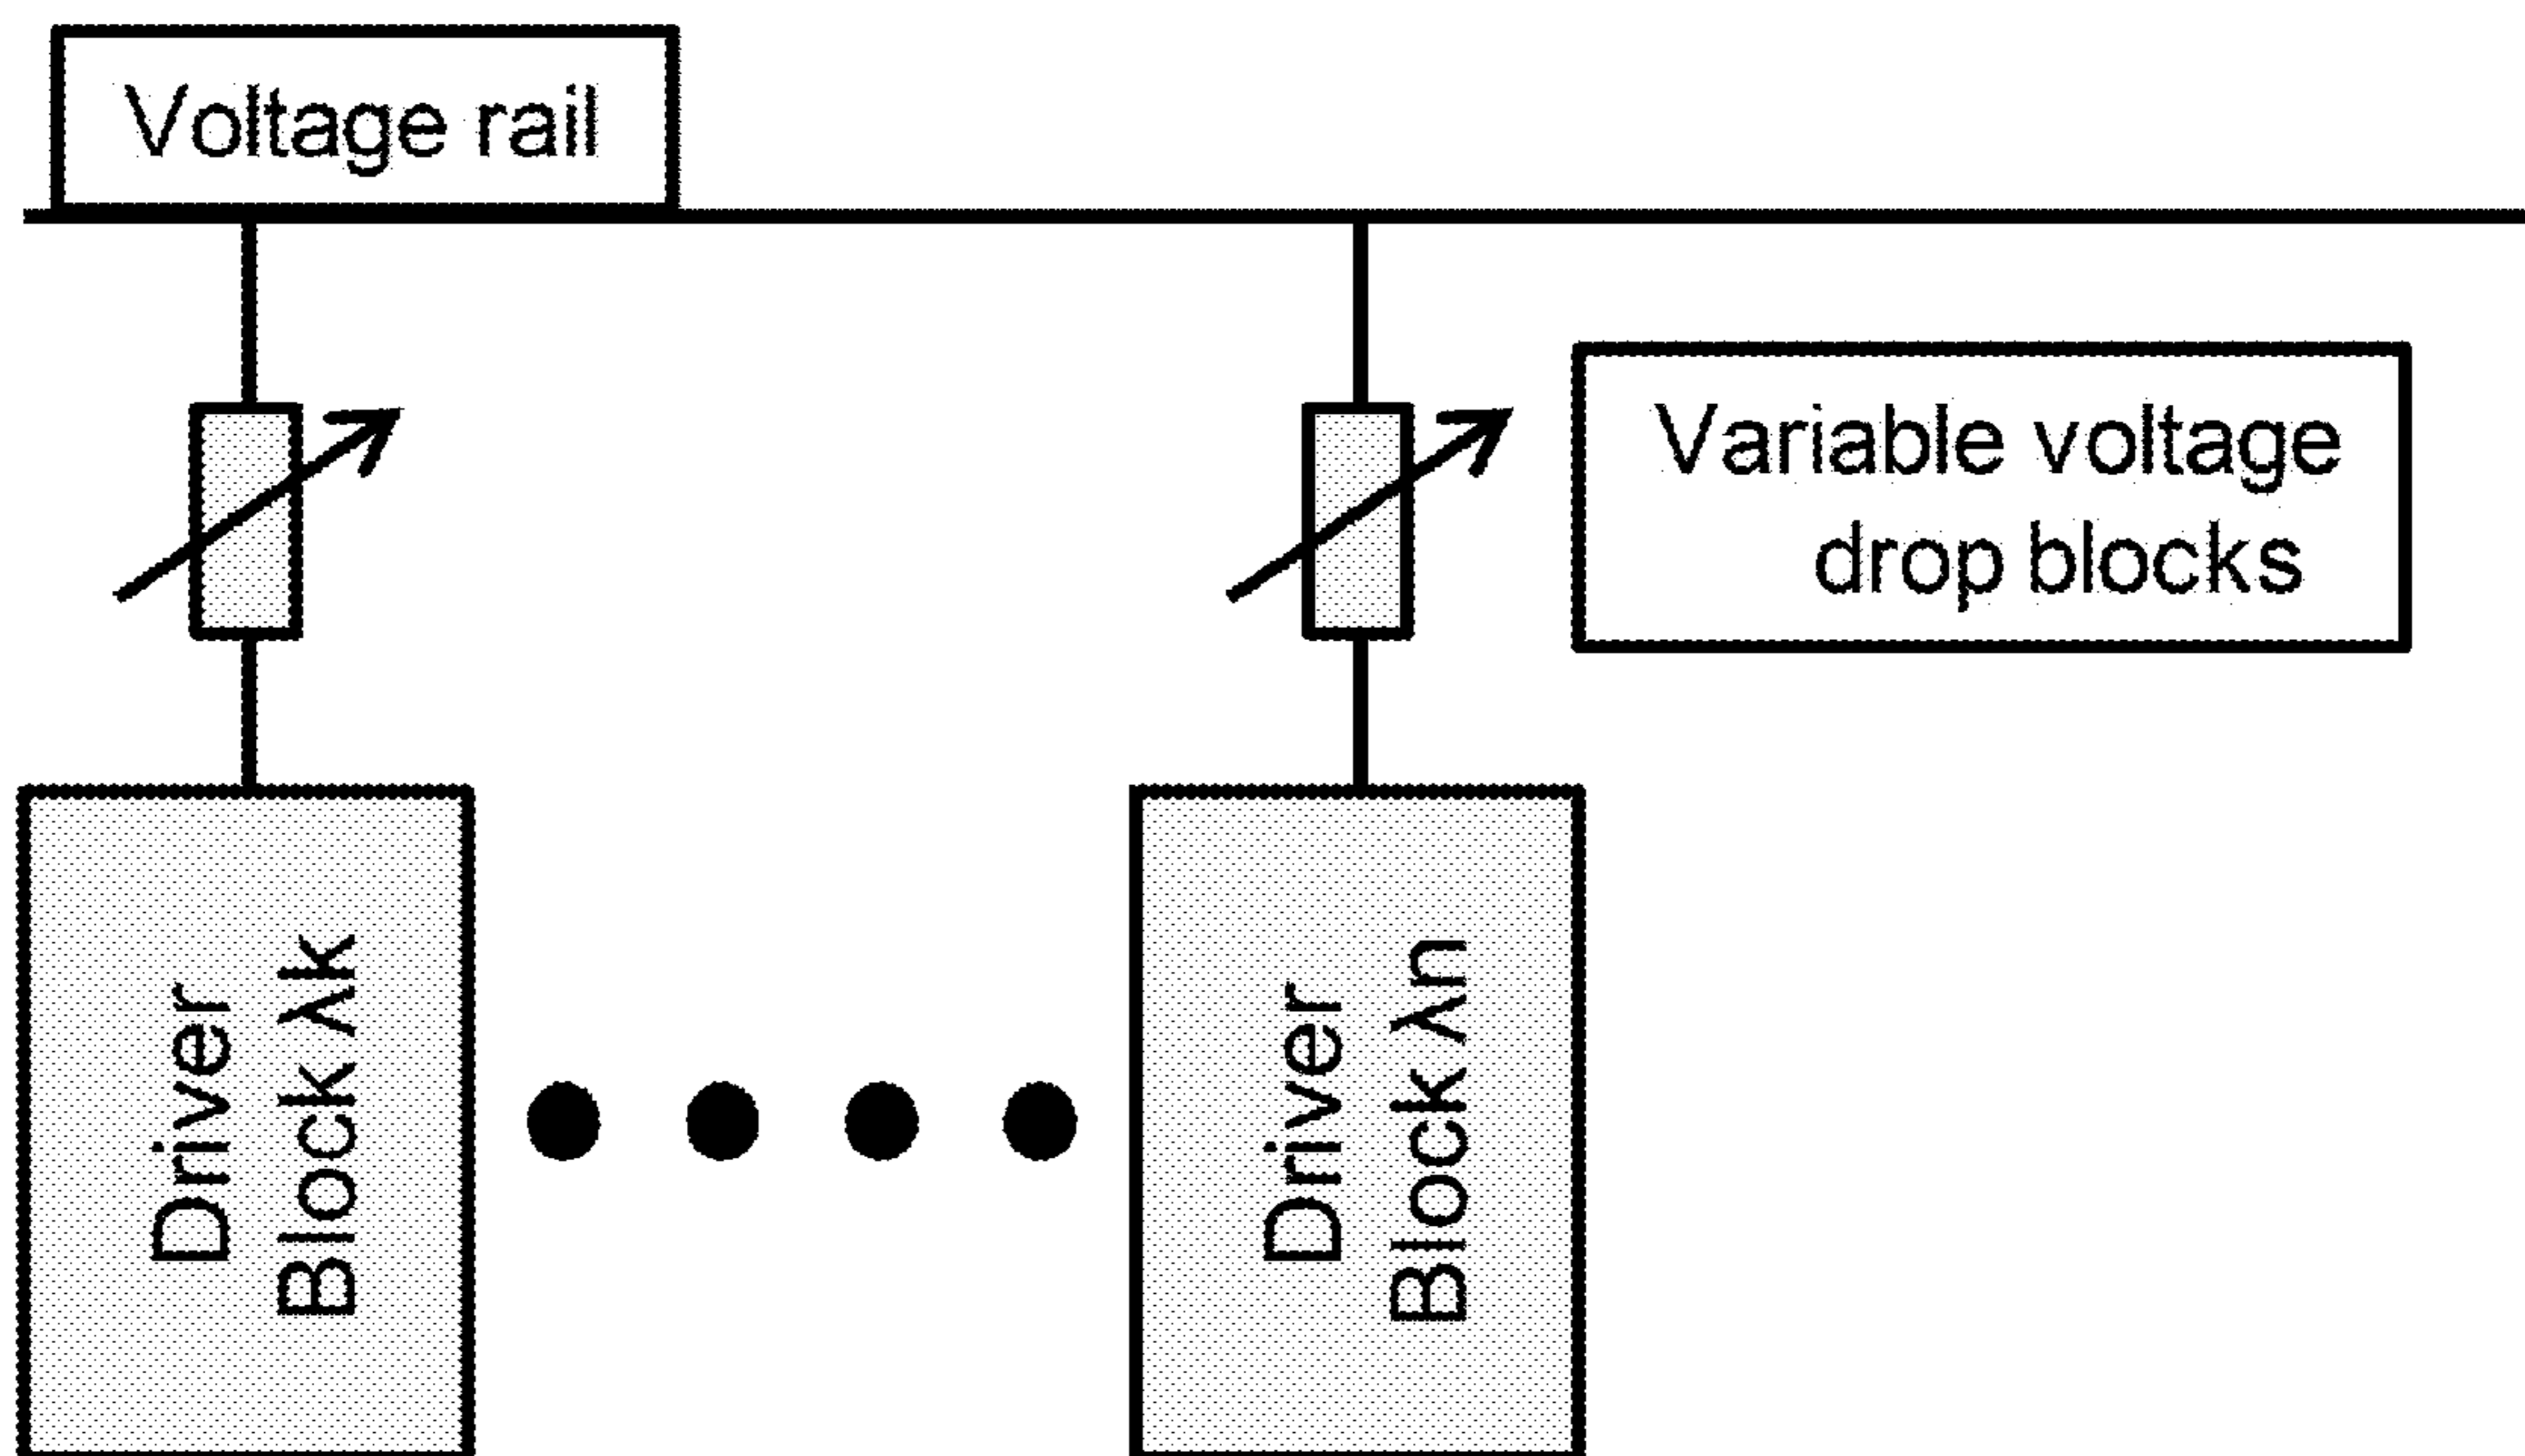 Voltage rail
Variable voltage
drop blocks
Driver
Block λk
Driver
Block λn